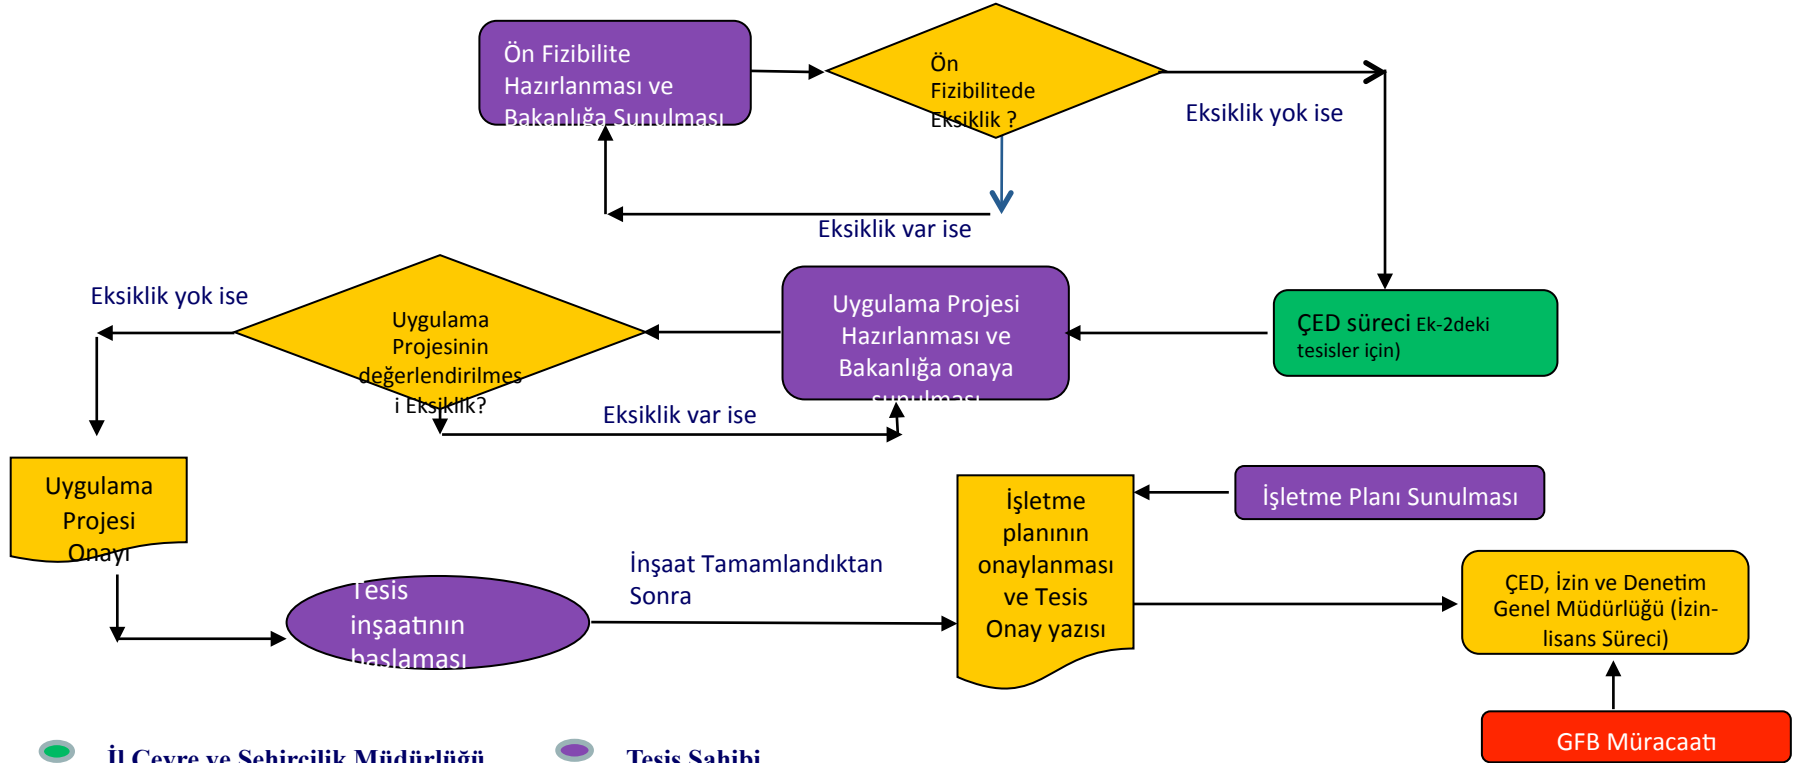 Ön Fizibilite
Hazırlanması ve
Bakanlığa Sunulması
Ön
Fizibilitede
Eksiklik ?
Eksiklik yok ise
Eksiklik var ise
Eksiklik yok ise
Uygulama
Projesinin
değerlendirilmes
i Eksiklik?
Uygulama Projesi
Hazırlanması ve
Bakanlığa onaya
sunulması
ÇED süreci Ek-2deki
tesisler için)
Eksiklik var ise
Uygulama
Projesi
Onayı
İşletme
planının
onaylanması
ve Tesis
Onay yazısı
İşletme Planı Sunulması
Tesis
inşaatının
başlaması
İnşaat Tamamlandıktan
Sonra
ÇED, İzin ve Denetim
Genel Müdürlüğü (İzin-
lisans Süreci)
GFB Müracaatı
İl Çevre ve Şehircilik Müdürlüğü
Tesis Sahibi